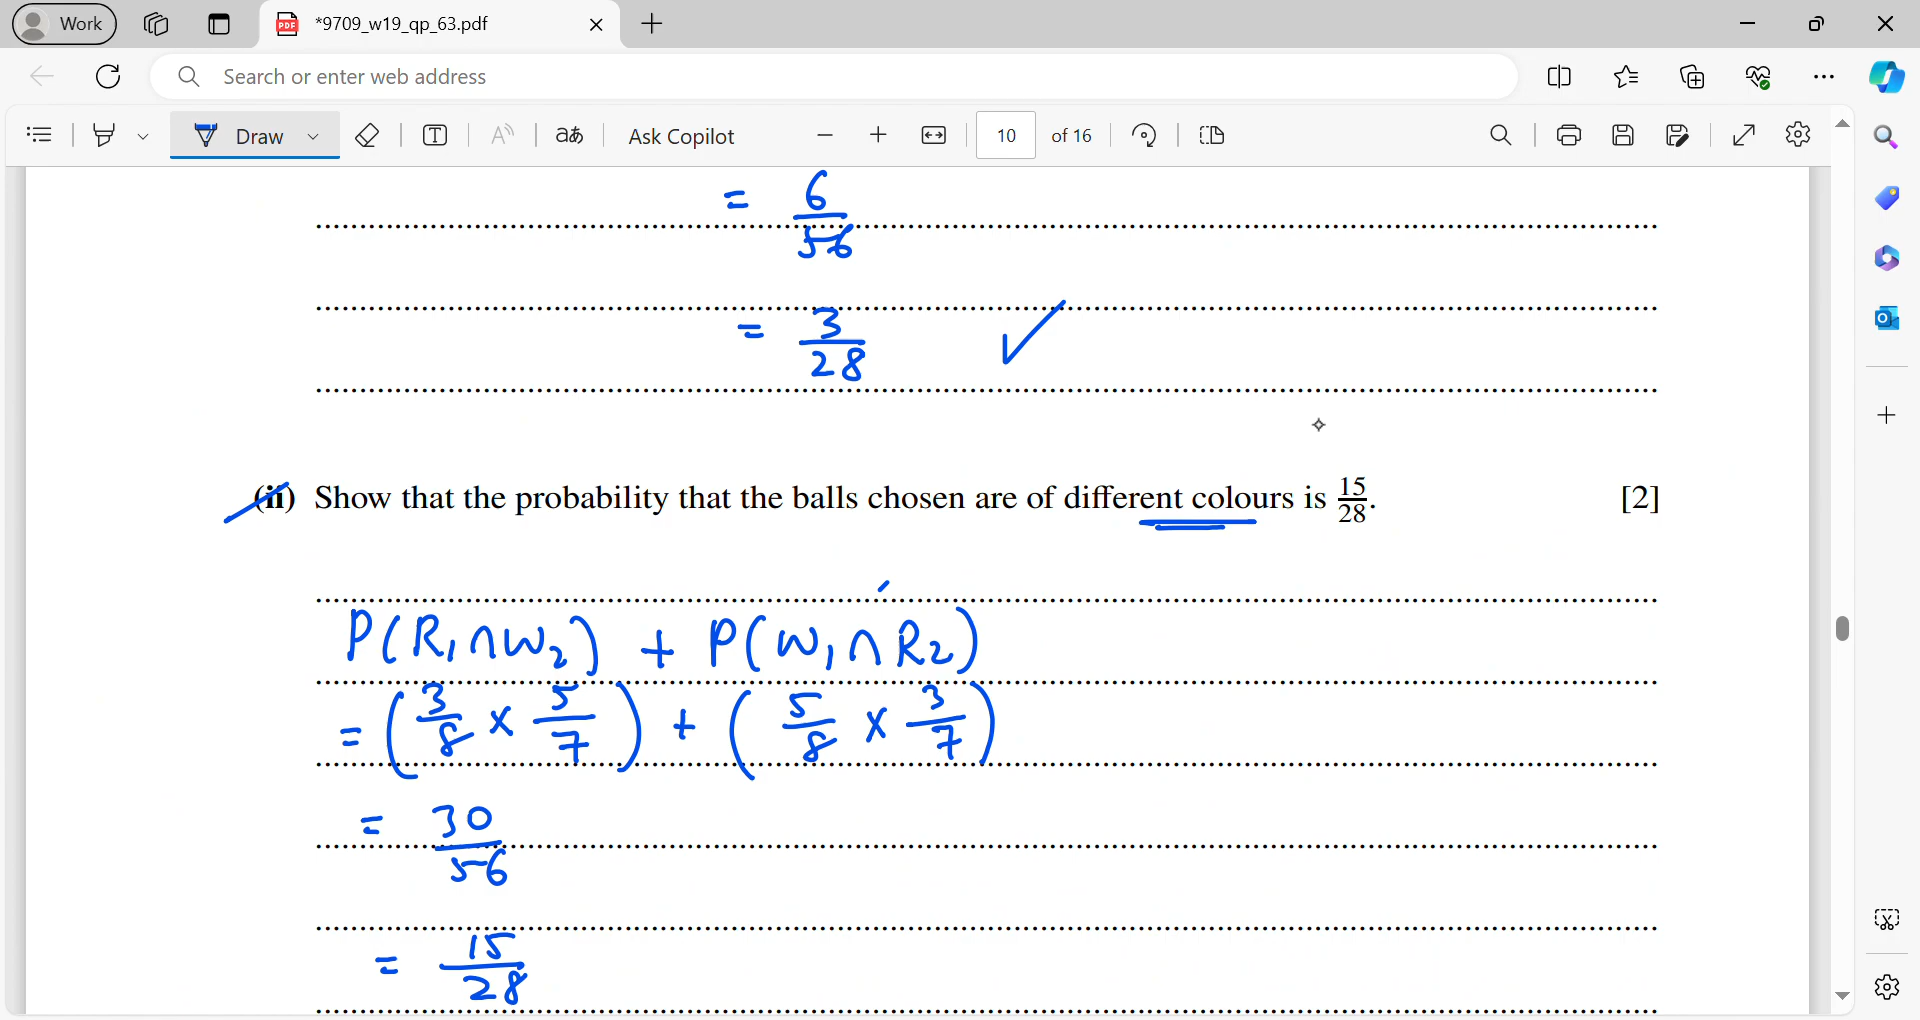 Work
*9709_w19_qp_63.pdf
Search or enter web address
Draw
T
A
aあ
Ask Copilot
10 of 16
= 6/56
= 3/28 ✓
(ii) Show that the probability that the balls chosen are of different colours is 15/28. [2]
P(R₁∩W₂) + P(W₁∩R₂)
= (3/8 × 5/7) + (5/8 × 3/7)
= 30/56
= 15/28